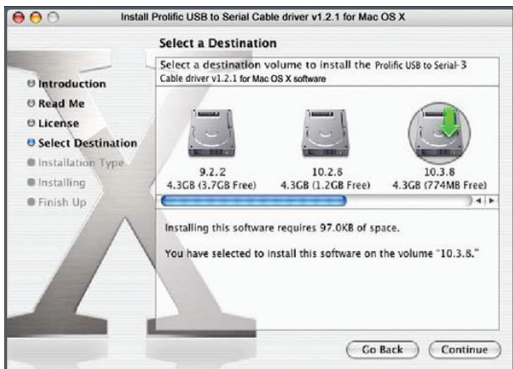 Install Prolific USB to Serial Cable driver v1.2.1 for Mac OS X
Select a Destination
Introduction
Read Me
License
Select Destination
Installation Type
Installing
Finish Up
Select a destination volume to install the Prolific USB to Serial-3
Cable driver v1.2.1 for Mac OS X software
9.2.2
4.3GB (3.7GB Free)
10.2.8
4.3GB (1.2GB Free)
10.3.8
4.3GB (774MB Free)
Installing this software requires 97.0KB of space.
You have selected to install this software on the volume "10.3.8."
Go Back
Continue